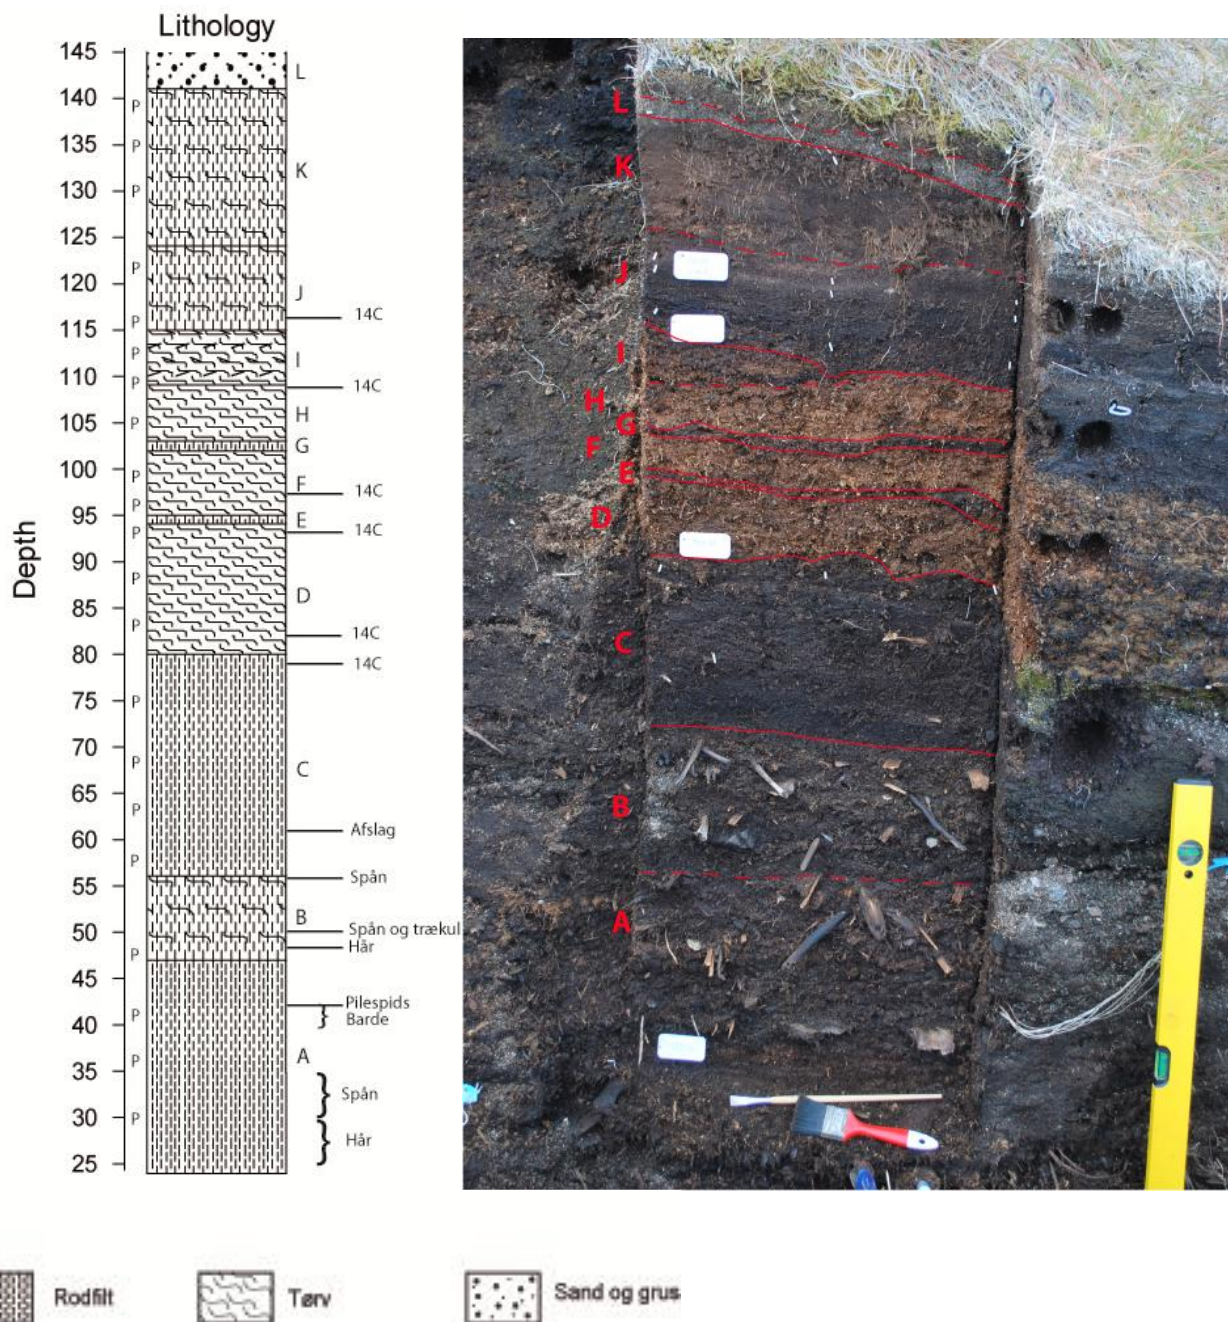 Lithology
145
L
L
140
P
K
K
135
P
130
P
125
J
120
P
J
14C
115
P
I
I
P
110
P
14C
H
H
105
P
G
G
F
100
P
F
E
14C
95
P
E
D
P
14C
90
P
D
85
P
14C
C
80
14C
75
P
70
P
C
65
P
B
60
Afslag
P
55
Spån
B
A
50
Spån og trækul
Hår
P
45
Pilespids
40
P
Barde
A
P
35
Spån
30
P
Hår
25
Depth
Rodfilt
Tørv
Sand og grus